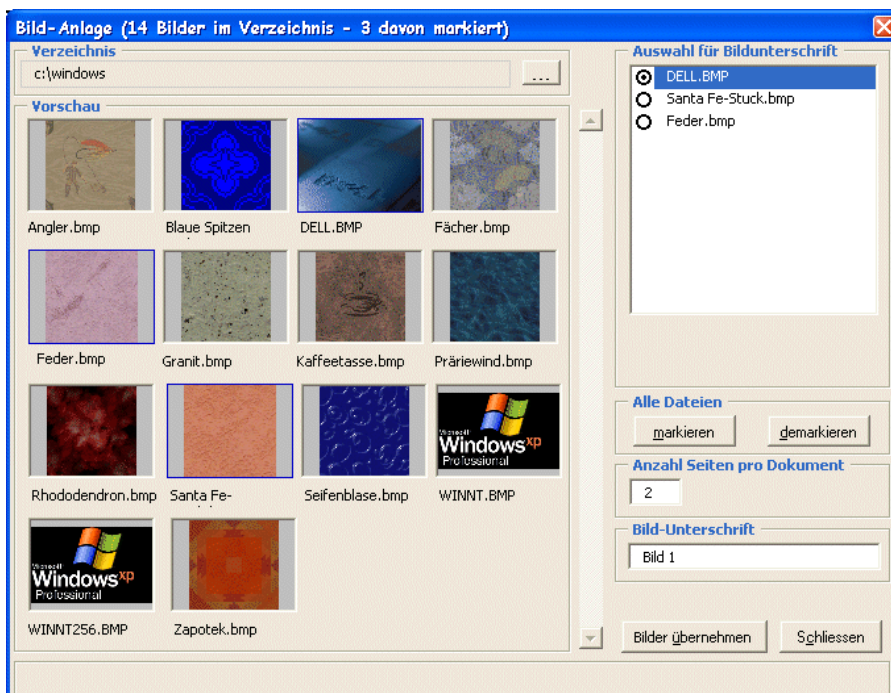 Bild-Anlage (14 Bilder im Verzeichnis - 3 davon markiert)
Verzeichnis
c:\windows
...
Vorschau
Angler.bmp
Blaue Spitzen
DELL.BMP
Fächer.bmp
Feder.bmp
Granit.bmp
Kaffeetasse.bmp
Präriewind.bmp
Microsoft
Windows xp
Professional
Rhododendron.bmp
Santa Fe-
Seifenblase.bmp
WINNT.BMP
Microsoft
Windows xp
Professional
WINNT256.BMP
Zapotek.bmp
Auswahl für Bildunterschrift
DELL.BMP
Santa Fe-Stuck.bmp
Feder.bmp
Alle Dateien
markieren
demarkieren
Anzahl Seiten pro Dokument
2
Bild-Unterschrift
Bild 1
Bilder übernehmen
Schliessen